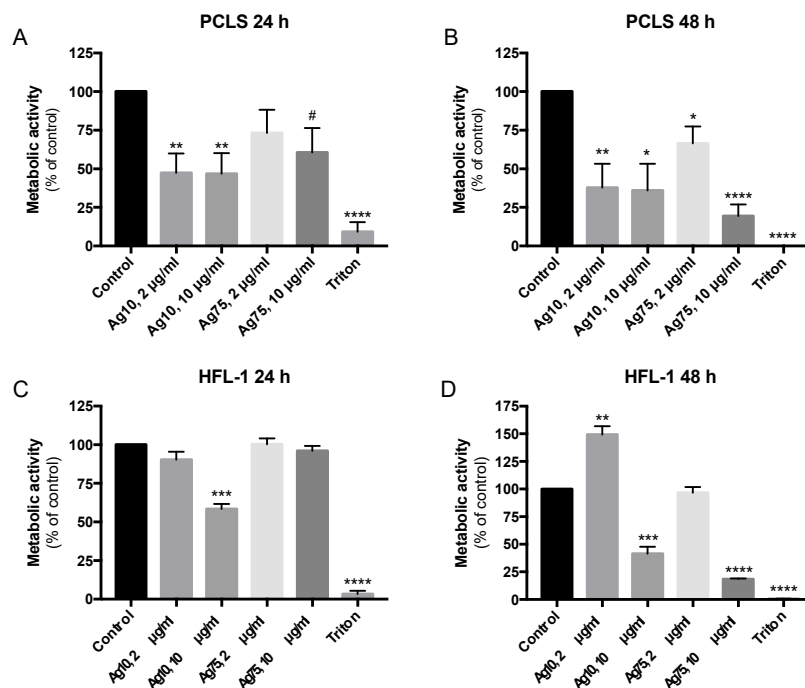 A
PCLS 24 h
Metabolic activity
(% of control)
125
100
75
50
25
0
**
**
#
****
Control
Ag10, 2 µg/ml
Ag10, 10 µg/ml
Ag75, 2 µg/ml
Ag75, 10 µg/ml
Triton
B
PCLS 48 h
Metabolic activity
(% of control)
125
100
75
50
25
0
**
*
*
****
****
Control
Ag10, 2 µg/ml
Ag10, 10 µg/ml
Ag75, 2 µg/ml
Ag75, 10 µg/ml
Triton
C
HFL-1 24 h
Metabolic activity
(% of control)
125
100
75
50
25
0
***
****
Control
Ag10, 2 µg/ml
Ag10, 10 µg/ml
Ag75, 2 µg/ml
Ag75, 10 µg/ml
Triton
D
HFL-1 48 h
Metabolic activity
(% of control)
175
150
125
100
75
50
25
0
**
***
****
****
Control
Ag10, 2 µg/ml
Ag10, 10 µg/ml
Ag75, 2 µg/ml
Ag75, 10 µg/ml
Triton